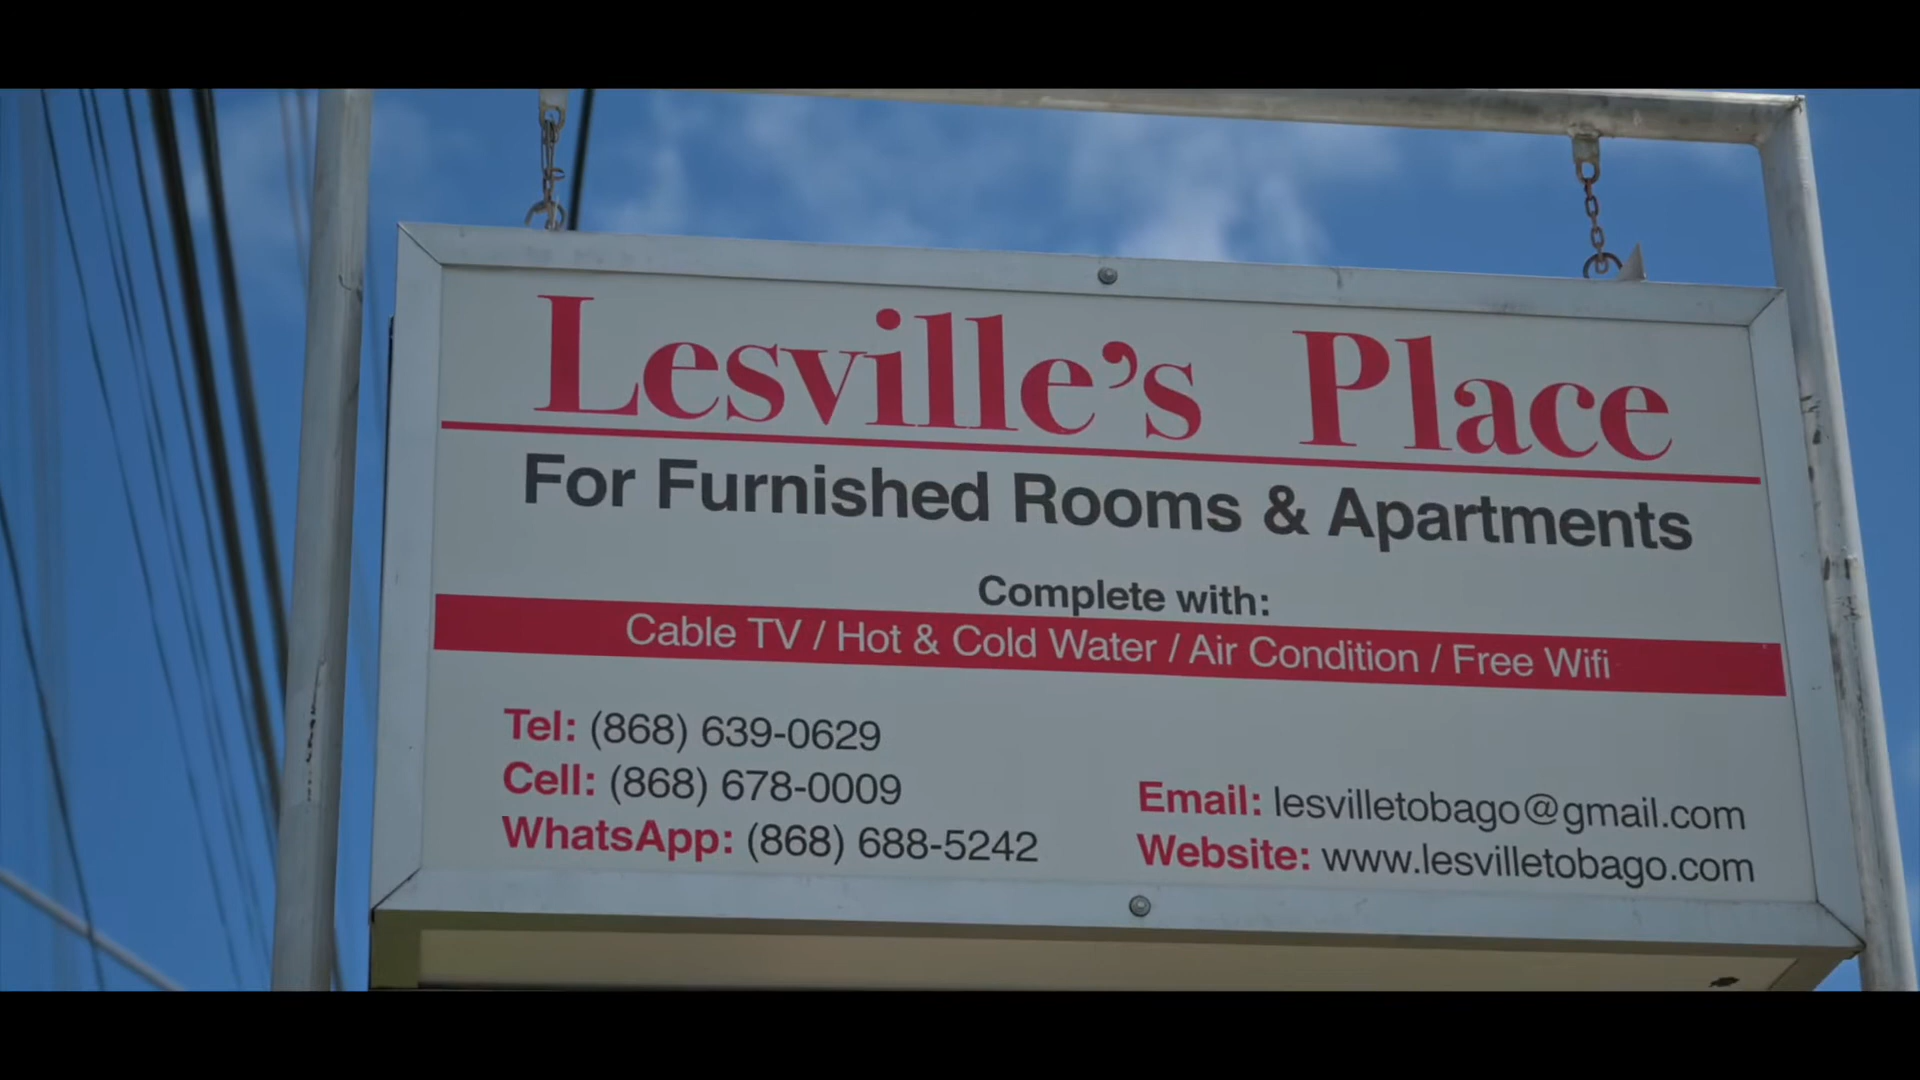 Lesville's Place
For Furnished Rooms & Apartments
Complete with:
Cable TV / Hot & Cold Water / Air Condition / Free Wifi
Tel: (868) 639-0629
Cell: (868) 678-0009
WhatsApp: (868) 688-5242
Email: lesvilletobago@gmail.com
Website: www.lesvilletobago.com